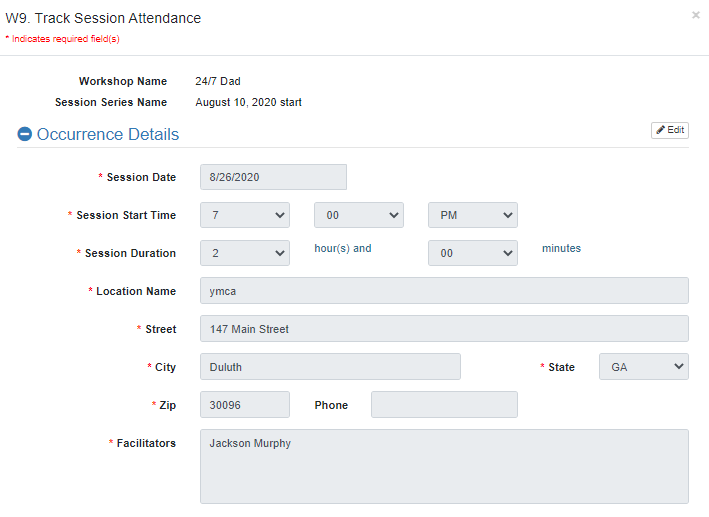 W9. Track Session Attendance ×
* Indicates required field(s)
Workshop Name 24/7 Dad
Session Series Name August 10, 2020 start
Occurrence Details Edit
* Session Date 8/26/2020
* Session Start Time 7 00 PM
* Session Duration 2 hour(s) and 00 minutes
* Location Name ymca
* Street 147 Main Street
* City Duluth * State GA
* Zip 30096 Phone
* Facilitators Jackson Murphy